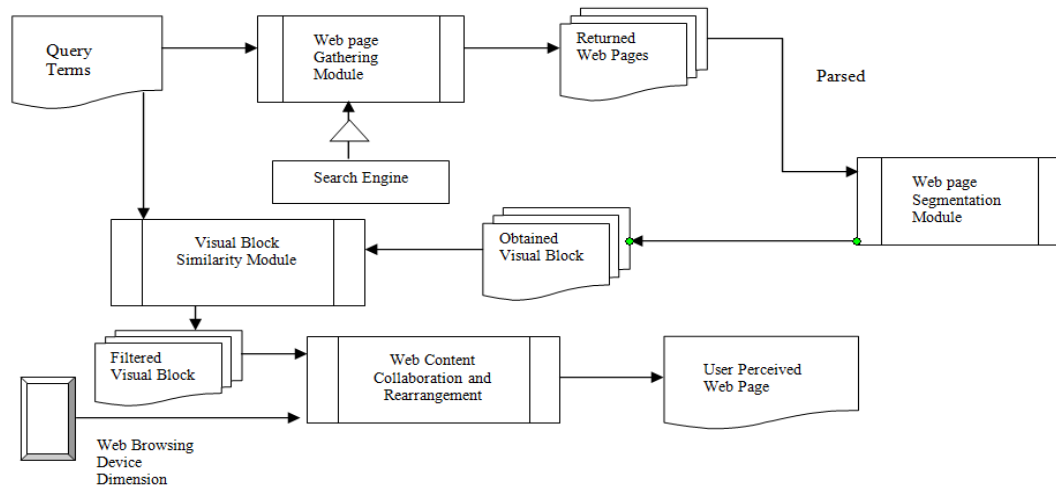 Query
Terms
Web page
Gathering
Module
Returned
Web Pages
Parsed
Search Engine
Web page
Segmentation
Module
Visual Block
Similarity Module
Obtained
Visual Block
Filtered
Visual Block
Web Content
Collaboration and
Rearrangement
User Perceived
Web Page
Web Browsing
Device
Dimension